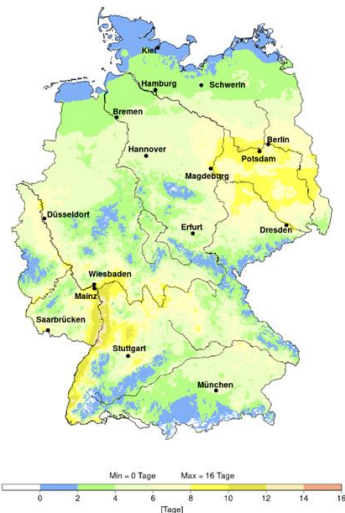 Kiel
Hamburg
Schwerin
Bremen
Hannover
Berlin
Potsdam
Magdeburg
Düsseldorf
Erfurt
Dresden
Wiesbaden
Mainz
Saarbrücken
Stuttgart
München
Min = 0 Tage Max = 16 Tage
0 2 4 6 8 10 12 14 16
[Tage]